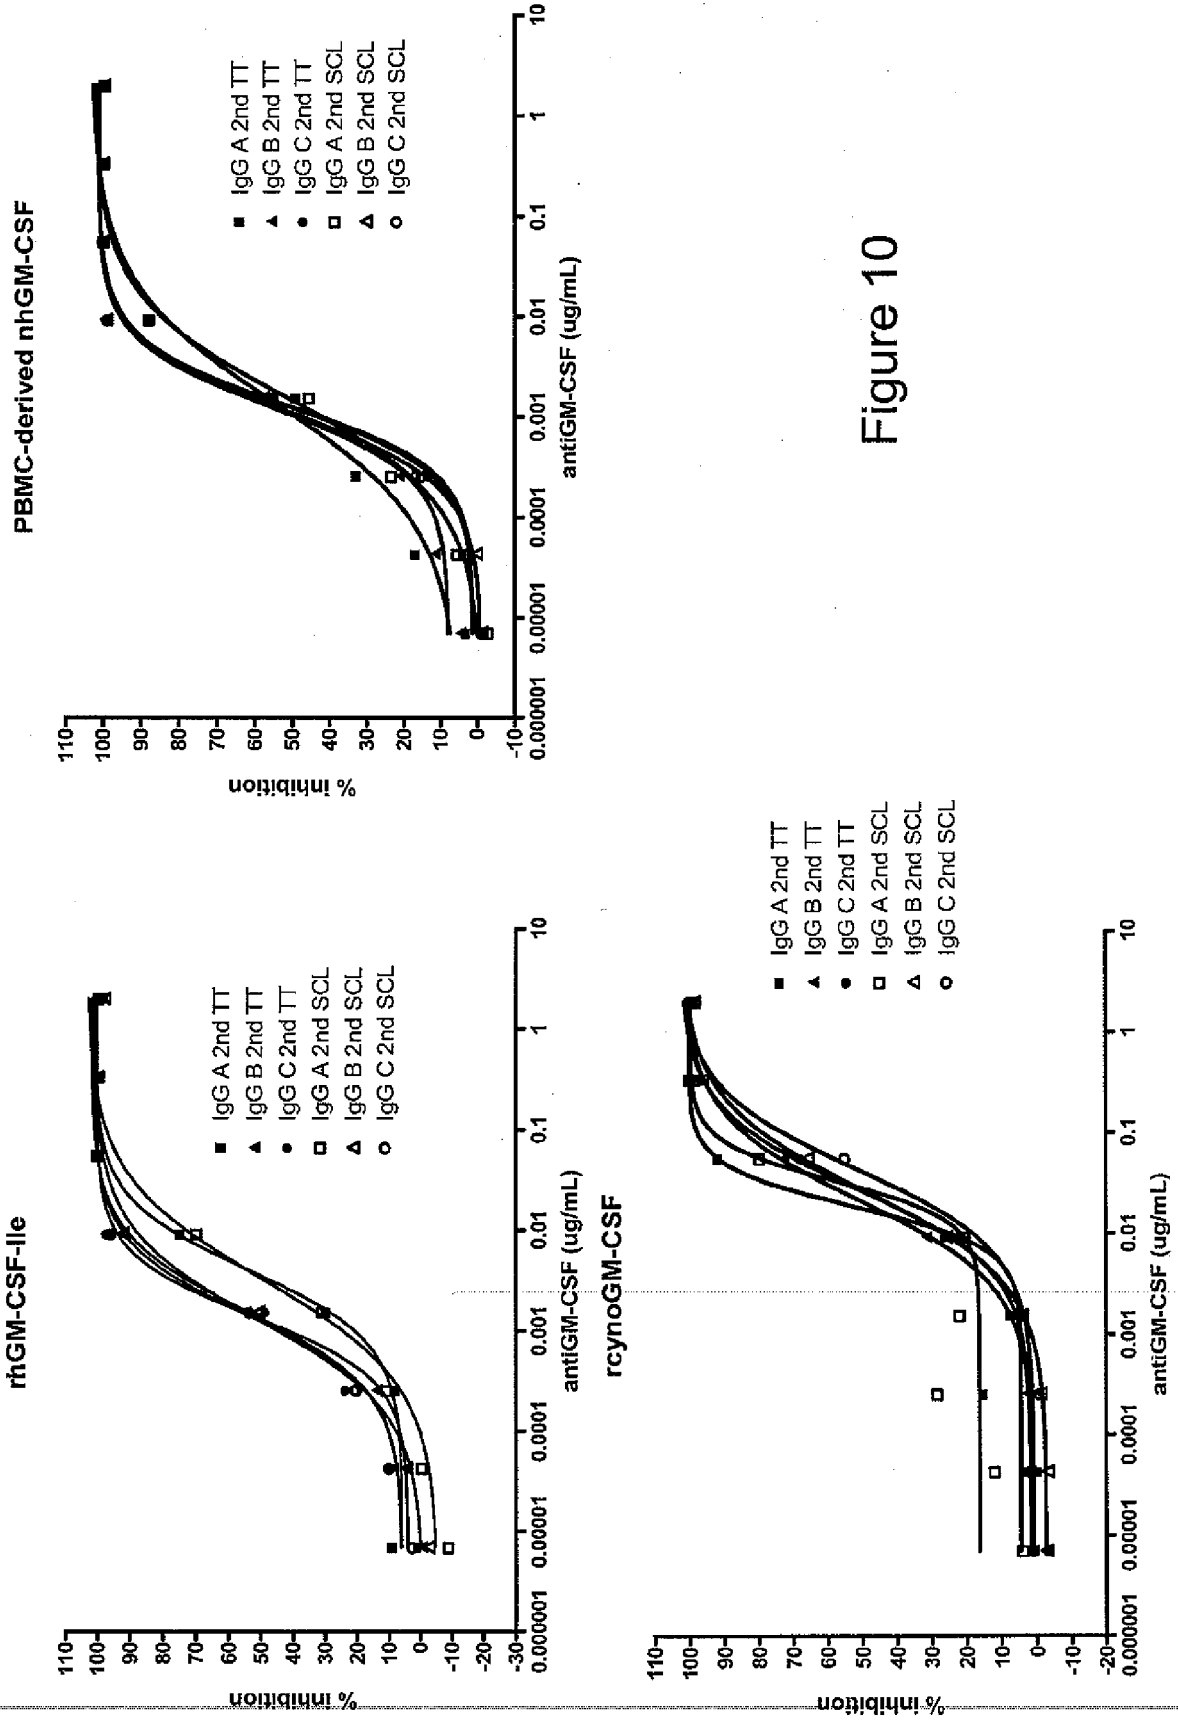 rhGM-CSF-Ile
% inhibition
110
100
90
80
70
60
50
40
30
20
10
0
-10
-20
-30
0.000001
0.00001
0.0001
0.001
0.01
0.1
1
10
antiGM-CSF (ug/mL)
IgG A 2nd TT
IgG B 2nd TT
IgG C 2nd TT
IgG A 2nd SCL
IgG B 2nd SCL
IgG C 2nd SCL
PBMC-derived nhGM-CSF
% inhibition
110
100
90
80
70
60
50
40
30
20
10
0
-10
0.000001
0.00001
0.0001
0.001
0.01
0.1
1
10
antiGM-CSF (ug/mL)
IgG A 2nd TT
IgG B 2nd TT
IgG C 2nd TT
IgG A 2nd SCL
IgG B 2nd SCL
IgG C 2nd SCL
rcynoGM-CSF
% inhibition
110
100
90
80
70
60
50
40
30
20
10
0
-10
-20
0.000001
0.00001
0.0001
0.001
0.01
0.1
1
10
antiGM-CSF (ug/mL)
IgG A 2nd TT
IgG B 2nd TT
IgG C 2nd TT
IgG A 2nd SCL
IgG B 2nd SCL
IgG C 2nd SCL
Figure 10